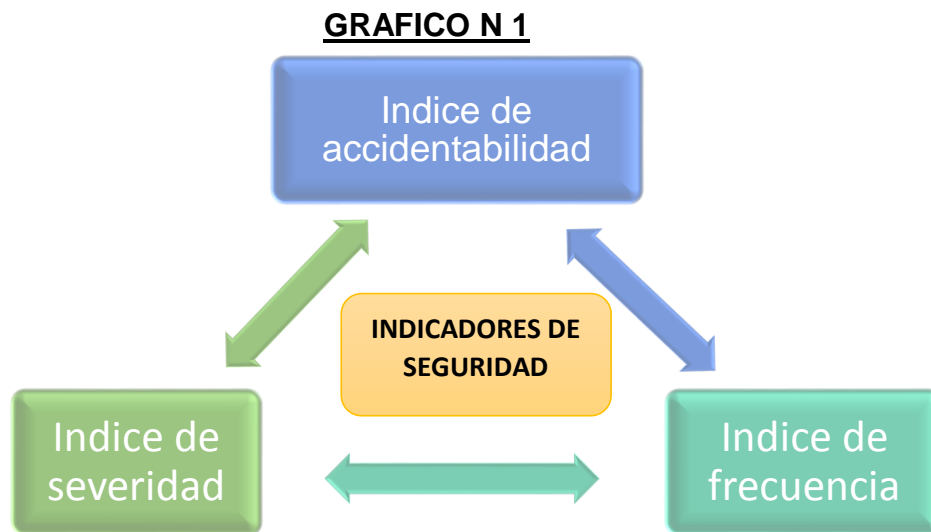 GRAFICO N 1
Indice de
accidentabilidad
INDICADORES DE
SEGURIDAD
Indice de
severidad
Indice de
frecuencia